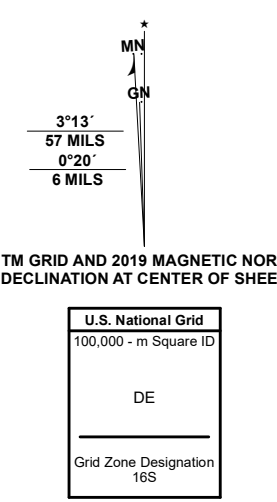 MN
GN
3°13´
57 MILS
0°20´
6 MILS
TM GRID AND 2019 MAGNETIC NOR
DECLINATION AT CENTER OF SHEE
U.S. National Grid
100,000 - m Square ID
DE
Grid Zone Designation
16S